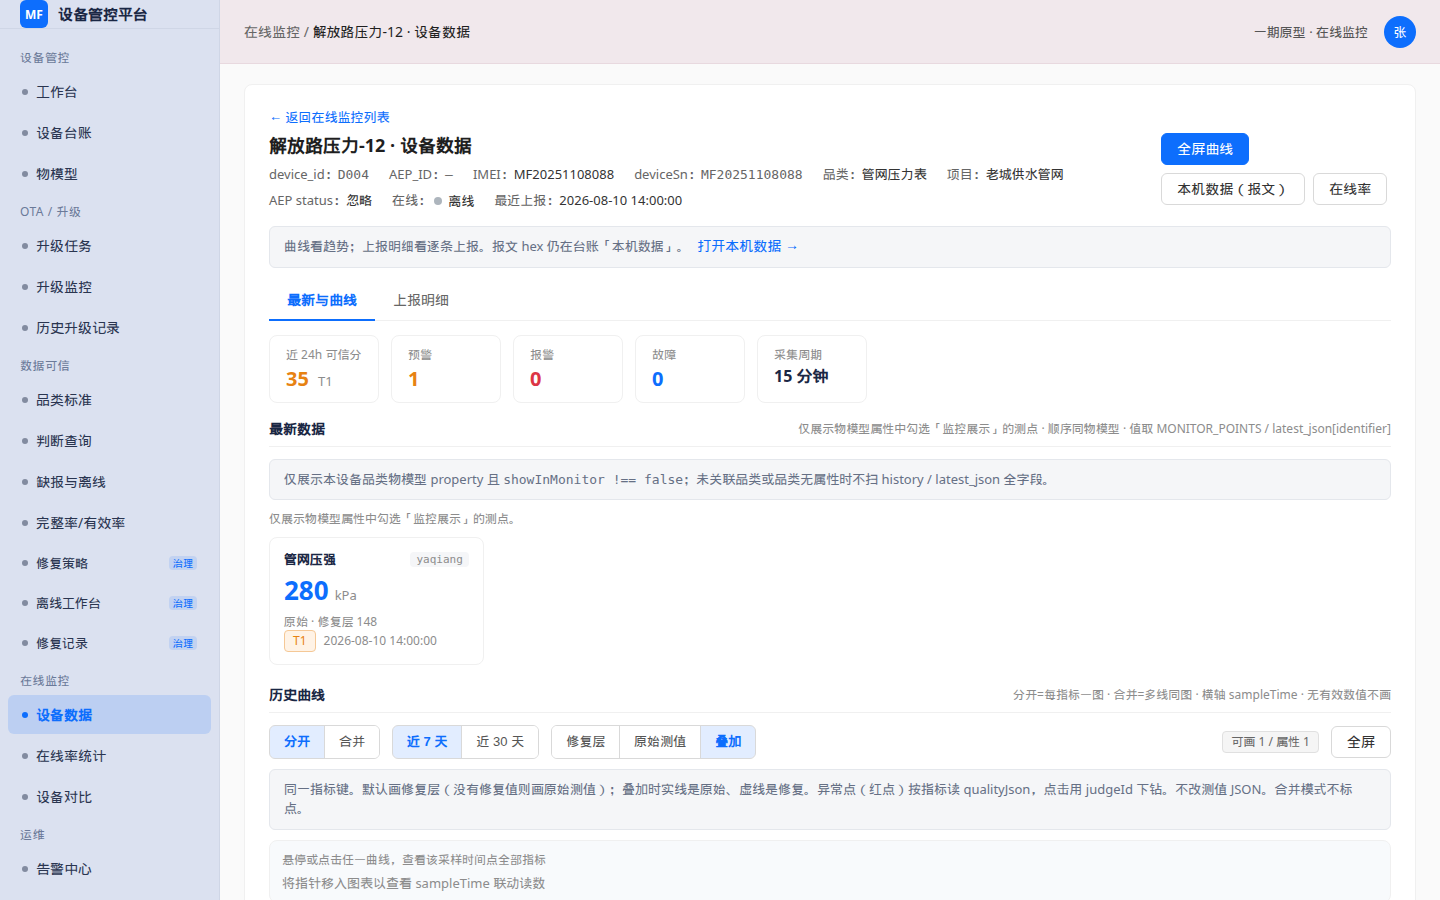 MF 设备管控平台
设备管控
工作台
设备台账
物模型
OTA / 升级
升级任务
升级监控
历史升级记录
数据可信
品类标准
判断查询
缺报与离线
完整率/有效率
修复策略 治理
离线工作台 治理
修复记录 治理
在线监控
设备数据
在线率统计
设备对比
运维
告警中心
在线监控 / 解放路压力-12 · 设备数据
一期原型 · 在线监控 张
← 返回在线监控列表
解放路压力-12 · 设备数据
device_id: D004 AEP_ID: — IMEI: MF20251108088 deviceSn: MF20251108088 品类: 管网压力表 项目: 老城供水管网
AEP status: 忽略 在线: 离线 最近上报: 2026-08-10 14:00:00
全屏曲线
本机数据（报文） 在线率
曲线看趋势；上报明细看逐条上报。报文 hex 仍在台账「本机数据」。 打开本机数据 →
最新与曲线 上报明细
近 24h 可信分
35 T1
预警
1
报警
0
故障
0
采集周期
15 分钟
最新数据
仅展示物模型属性中勾选「监控展示」的测点 · 顺序同物模型 · 值取 MONITOR_POINTS / latest_json[identifier]
仅展示本设备品类物模型 property 且 showInMonitor !== false；未关联品类或品类无属性时不扫 history / latest_json 全字段。
仅展示物模型属性中勾选「监控展示」的测点。
管网压强 yaqiang
280 kPa
原始 · 修复层 148
T1 2026-08-10 14:00:00
历史曲线
分开=每指标一图 · 合并=多线同图 · 横轴 sampleTime · 无有效数值不画
分开 合并 近 7 天 近 30 天 修复层 原始测值 叠加
可画 1 / 属性 1 全屏
同一指标键。默认画修复层（没有修复值则画原始测值）；叠加时实线是原始、虚线是修复。异常点（红点）按指标读 qualityJson，点击用 judgeId 下钻。不改测值 JSON。合并模式不标
点。
悬停或点击任一曲线，查看该采样时间点全部指标
将指针移入图表以查看 sampleTime 联动读数